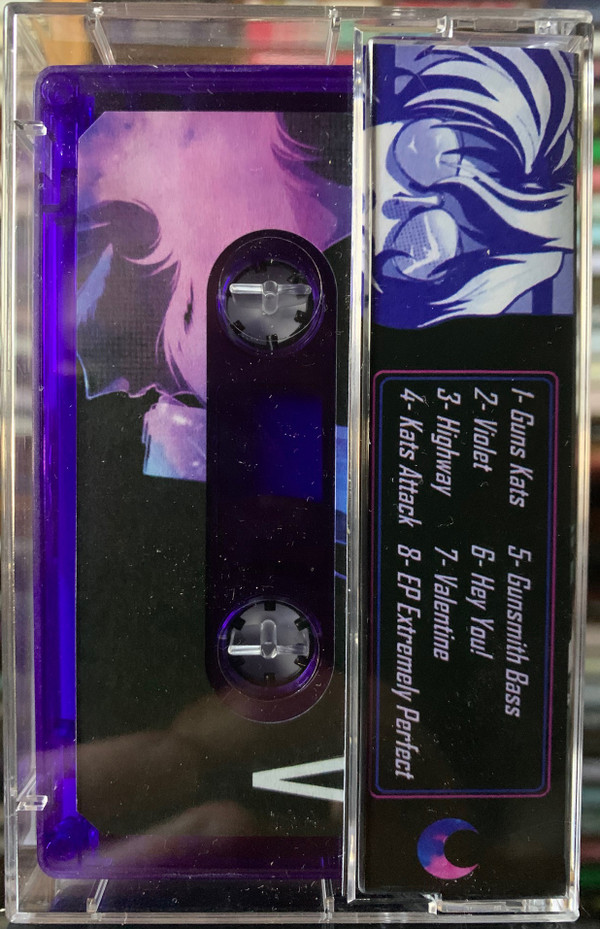 1- Guns Kats
2- Violet
3- Highway
4- Kats Attack
5- Gunsmith Bass
6- Hey You!
7- Valentine
8- EP Extremely Perfect
V